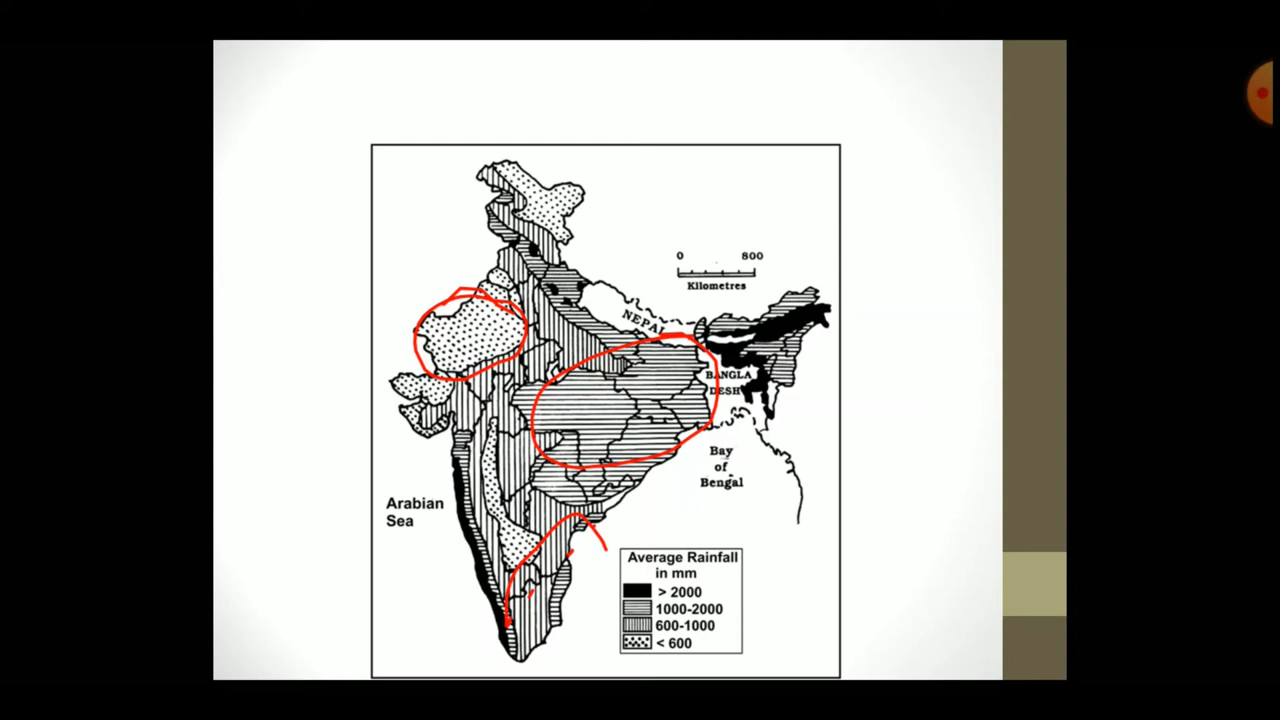 0 800
Kilometres
NEPAL
BANGLA
DESH
Bay
of
Bengal
Arabian
Sea
Average Rainfall
in mm
> 2000
1000-2000
600-1000
< 600